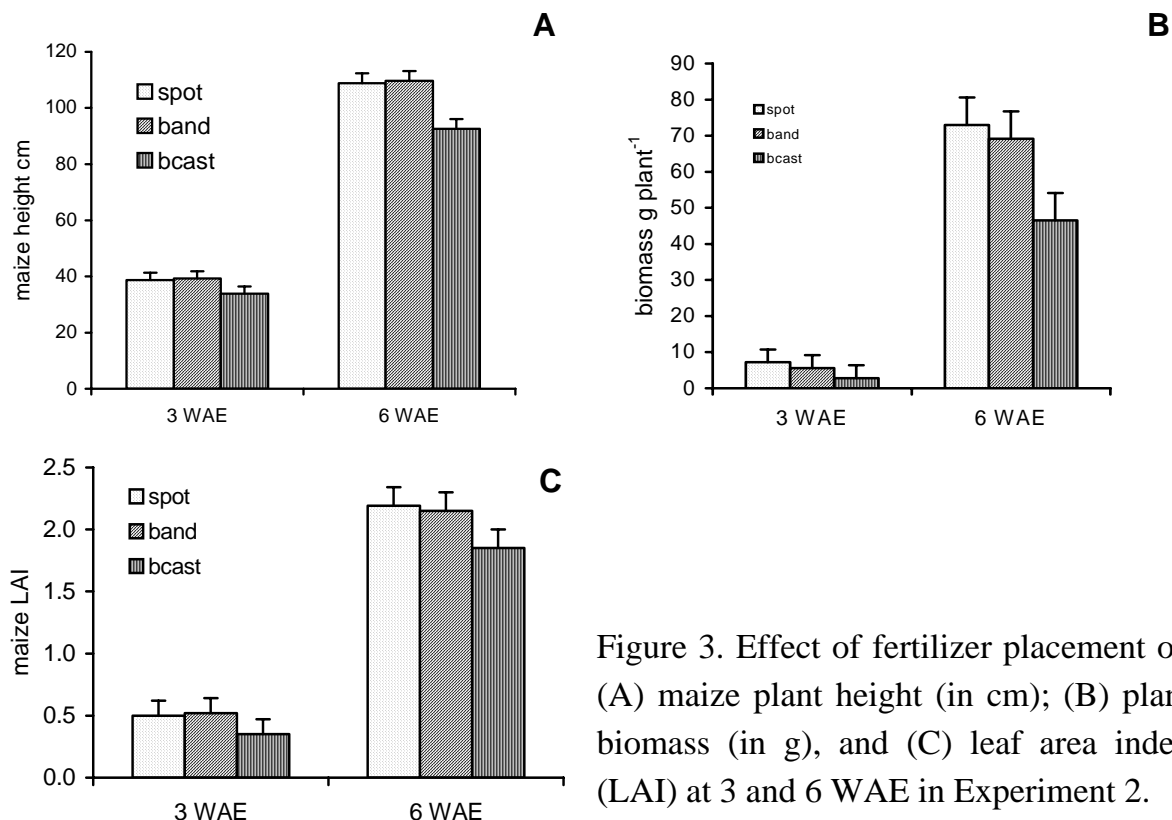 A
maize height cm
120
100
80
60
40
20
0
spot
band
bcast
3 WAE 6 WAE
B
biomass g plant-1
90
80
70
60
50
40
30
20
10
0
spot
band
bcast
3 WAE 6 WAE
C
maize LAI
2.5
2.0
1.5
1.0
0.5
0.0
spot
band
bcast
3 WAE 6 WAE
Figure 3. Effect of fertilizer placement o
(A) maize plant height (in cm); (B) plan
biomass (in g), and (C) leaf area inde
(LAI) at 3 and 6 WAE in Experiment 2.